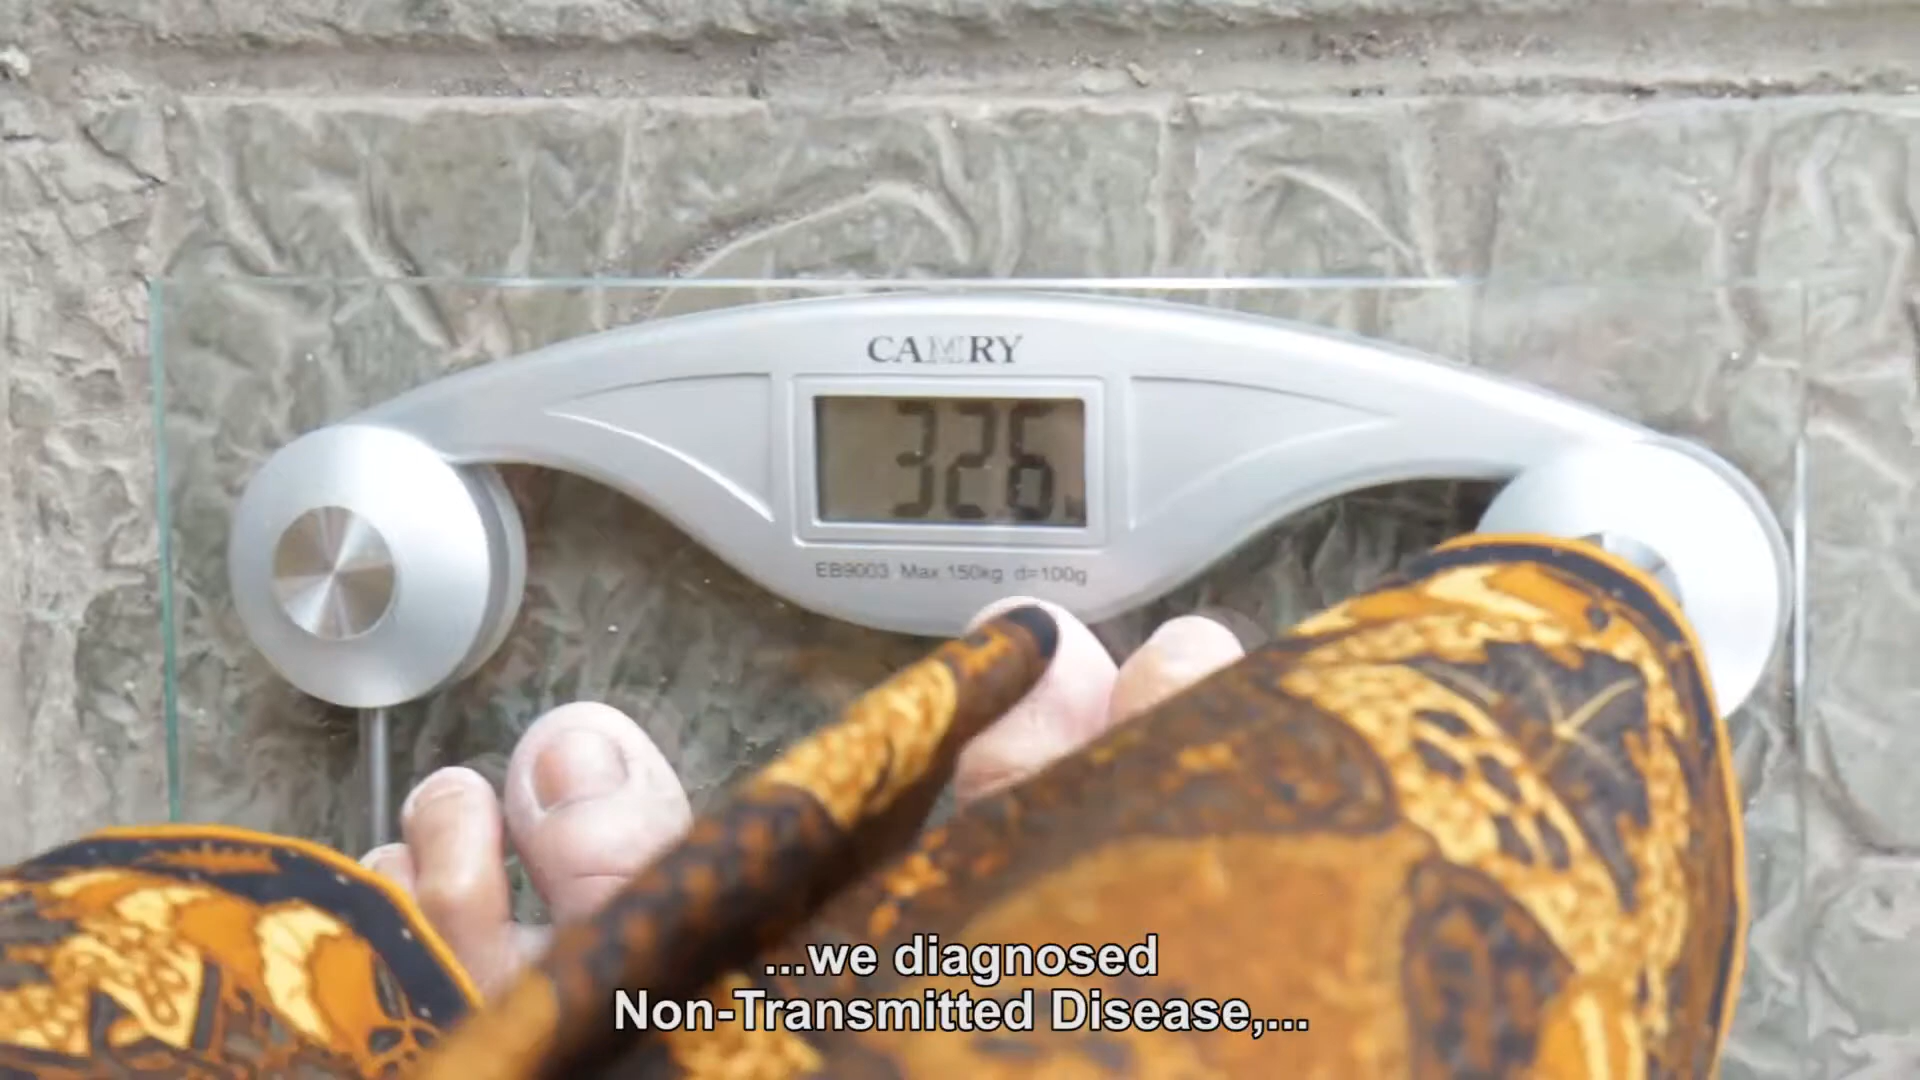 CAMRY
326
EB9003 Max 150kg d=100g
...we diagnosed
Non-Transmitted Disease,...